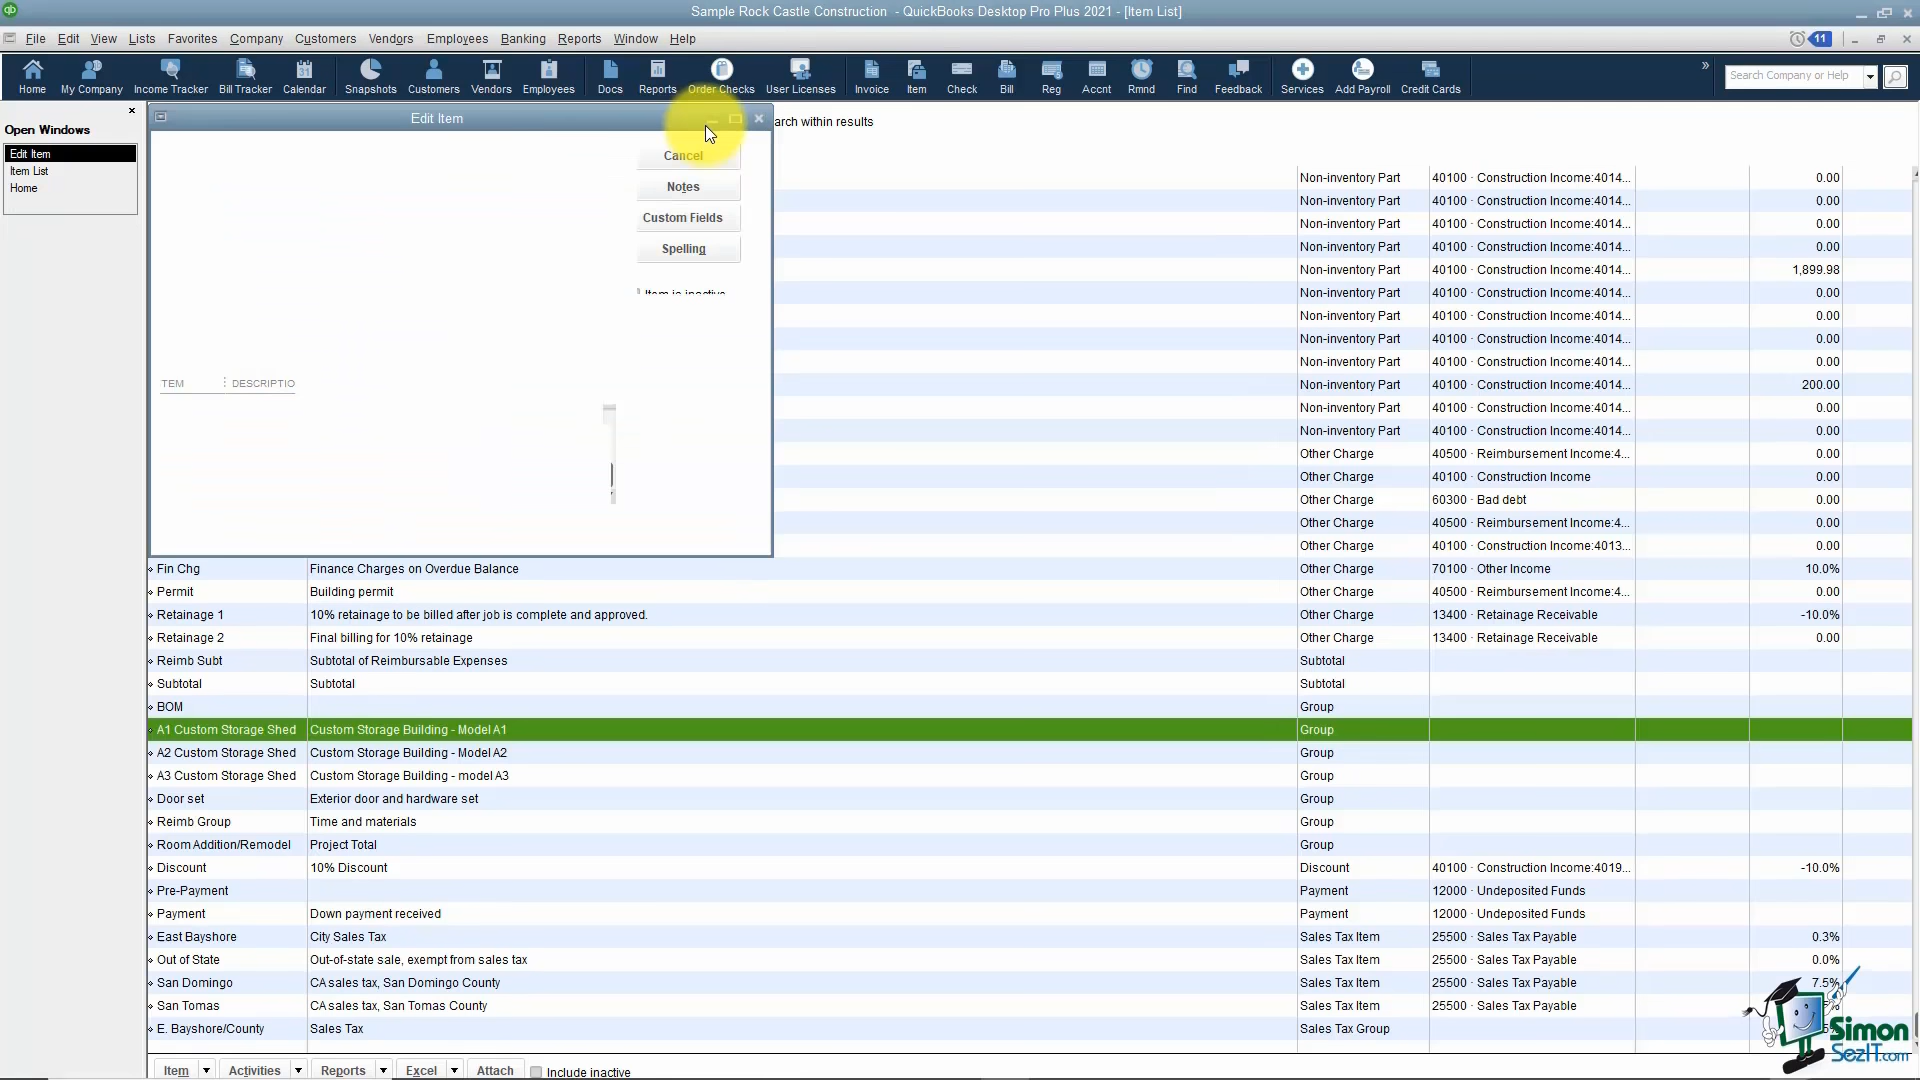 Sample Rock Castle Construction - QuickBooks Desktop Pro Plus 2021 - [Item List]
File Edit View Lists Favorites Company Customers Vendors Employees Banking Reports Window Help
11
Home My Company Income Tracker Bill Tracker Calendar Snapshots Customers Vendors Employees Docs Reports Order Checks User Licenses Invoice Item Check Bill Reg Accnt Rmnd Find Feedback Services Add Payroll Credit Cards
Search Company or Help
Open Windows
Edit Item
Item List
Home
Edit Item
Cancel
Notes
Custom Fields
Spelling
Item is inactive
TEM DESCRIPTIO
arch within results
Non-inventory Part 40100 · Construction Income:4014... 0.00
Non-inventory Part 40100 · Construction Income:4014... 0.00
Non-inventory Part 40100 · Construction Income:4014... 0.00
Non-inventory Part 40100 · Construction Income:4014... 0.00
Non-inventory Part 40100 · Construction Income:4014... 1,899.98
Non-inventory Part 40100 · Construction Income:4014... 0.00
Non-inventory Part 40100 · Construction Income:4014... 0.00
Non-inventory Part 40100 · Construction Income:4014... 0.00
Non-inventory Part 40100 · Construction Income:4014... 0.00
Non-inventory Part 40100 · Construction Income:4014... 200.00
Non-inventory Part 40100 · Construction Income:4014... 0.00
Non-inventory Part 40100 · Construction Income:4014... 0.00
Other Charge 40500 · Reimbursement Income:4... 0.00
Other Charge 40100 · Construction Income 0.00
Other Charge 60300 · Bad debt 0.00
Other Charge 40500 · Reimbursement Income:4... 0.00
Other Charge 40100 · Construction Income:4013... 0.00
Fin Chg Finance Charges on Overdue Balance Other Charge 70100 · Other Income 10.0%
Permit Building permit Other Charge 40500 · Reimbursement Income:4... 0.00
Retainage 1 10% retainage to be billed after job is complete and approved. Other Charge 13400 · Retainage Receivable -10.0%
Retainage 2 Final billing for 10% retainage Other Charge 13400 · Retainage Receivable 0.00
Reimb Subt Subtotal of Reimbursable Expenses Subtotal
Subtotal Subtotal Subtotal
BOM Group
A1 Custom Storage Shed Custom Storage Building - Model A1 Group
A2 Custom Storage Shed Custom Storage Building - Model A2 Group
A3 Custom Storage Shed Custom Storage Building - model A3 Group
Door set Exterior door and hardware set Group
Reimb Group Time and materials Group
Room Addition/Remodel Project Total Group
Discount 10% Discount Discount 40100 · Construction Income:4019... -10.0%
Pre-Payment Payment 12000 · Undeposited Funds
Payment Down payment received Payment 12000 · Undeposited Funds
East Bayshore City Sales Tax Sales Tax Item 25500 · Sales Tax Payable 0.3%
Out of State Out-of-state sale, exempt from sales tax Sales Tax Item 25500 · Sales Tax Payable 0.0%
San Domingo CA sales tax, San Domingo County Sales Tax Item 25500 · Sales Tax Payable 7.5%
San Tomas CA sales tax, San Tomas County Sales Tax Item 25500 · Sales Tax Payable
E. Bayshore/County Sales Tax Sales Tax Group
Item Activities Reports Excel Attach Include inactive
Simon
SezIT.com